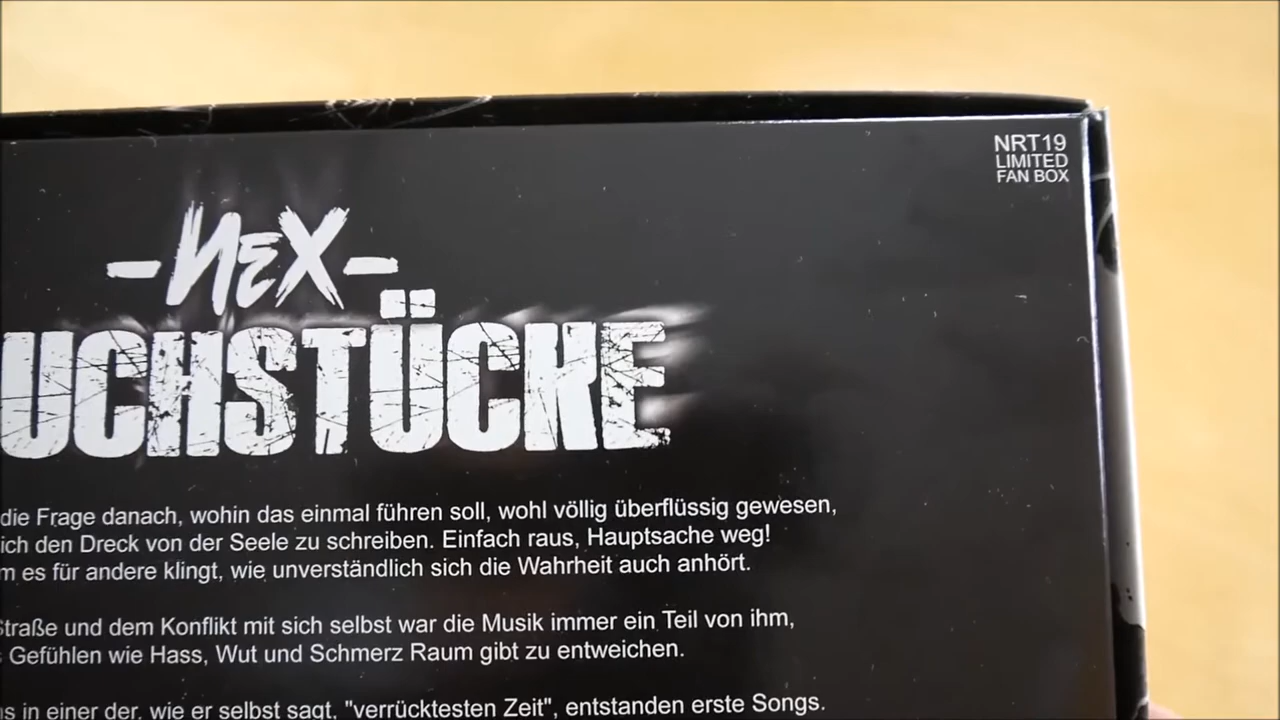 NRT19
LIMITED
FAN BOX
-NEX-
UCHSTÜCKE
die Frage danach, wohin das einmal führen soll, wohl völlig überflüssig gewesen,
ich den Dreck von der Seele zu schreiben. Einfach raus, Hauptsache weg!
m es für andere klingt, wie unverständlich sich die Wahrheit auch anhört.
Straße und dem Konflikt mit sich selbst war die Musik immer ein Teil von ihm,
Gefühlen wie Hass, Wut und Schmerz Raum gibt zu entweichen.
in einer der, wie er selbst sagt, "verrücktesten Zeit", entstanden erste Songs.